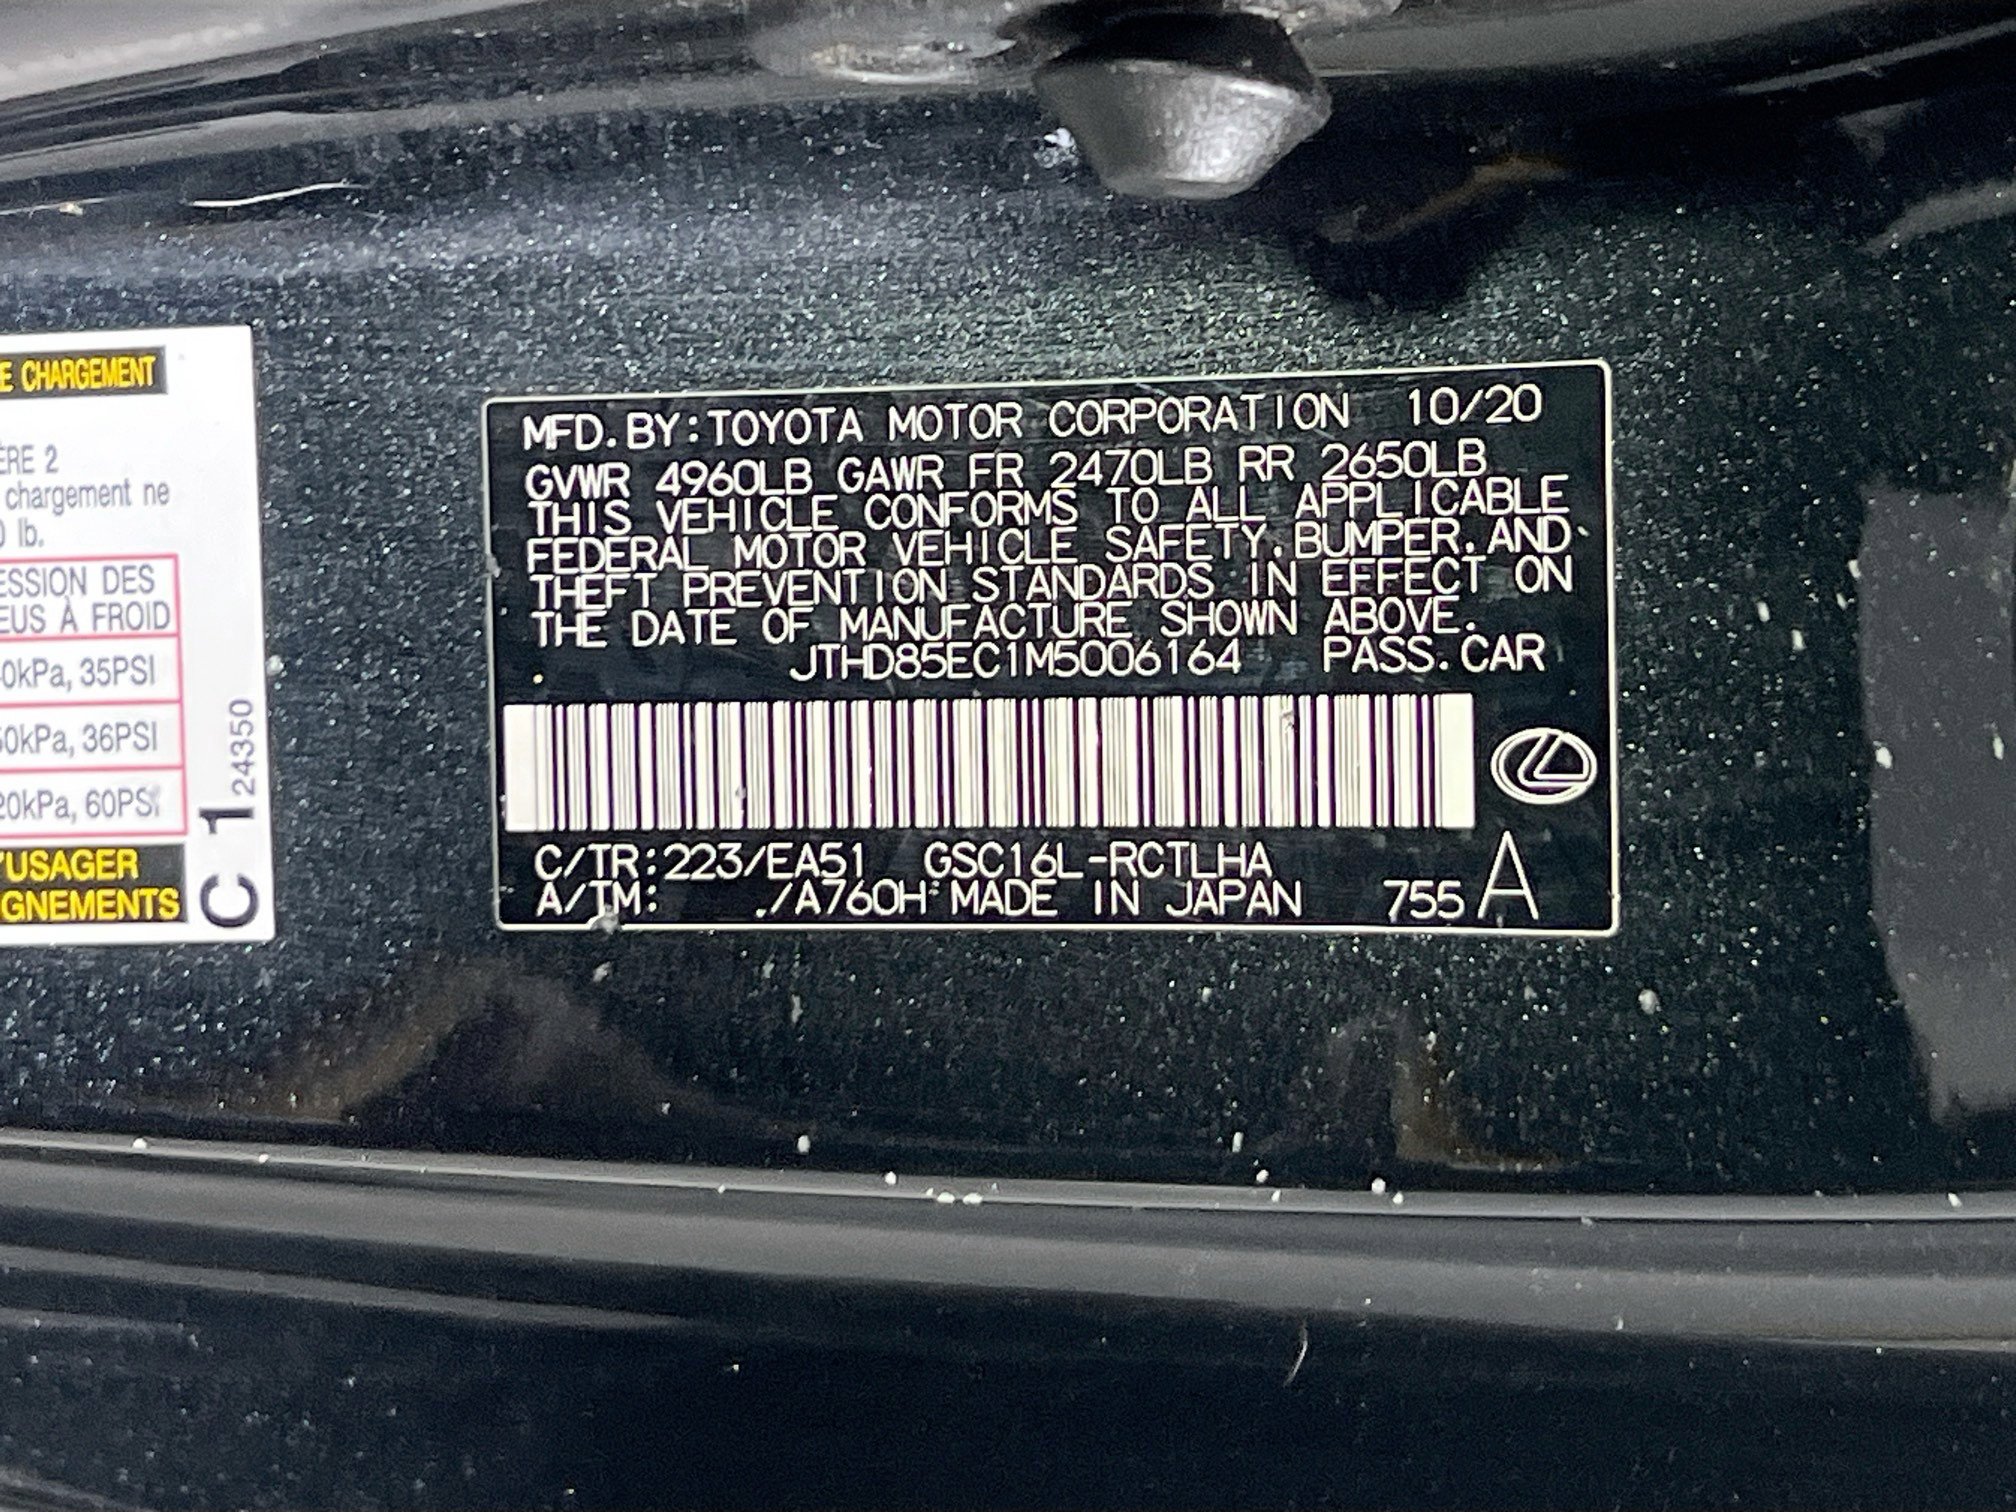 E CHARGEMENT
ÈRE 2
chargement ne
0 lb.
ESSION DES
EUS À FROID
0kPa, 35PSI
50kPa, 36PSI
20kPa, 60PSI
'USAGER
GNEMENTS
C1
24350
MFD.BY:TOYOTA MOTOR CORPORATION 10/20
GVWR 4960LB GAWR FR 2470LB RR 2650LB
THIS VEHICLE CONFORMS TO ALL APPLICABLE
FEDERAL MOTOR VEHICLE SAFETY,BUMPER,AND
THEFT PREVENTION STANDARDS IN EFFECT ON
THE DATE OF MANUFACTURE SHOWN ABOVE.
JTHD85EC1M5006164 PASS.CAR
C/TR:223/EA51 GSC16L-RCTLHA
A/TM: /A760H MADE IN JAPAN 755 A